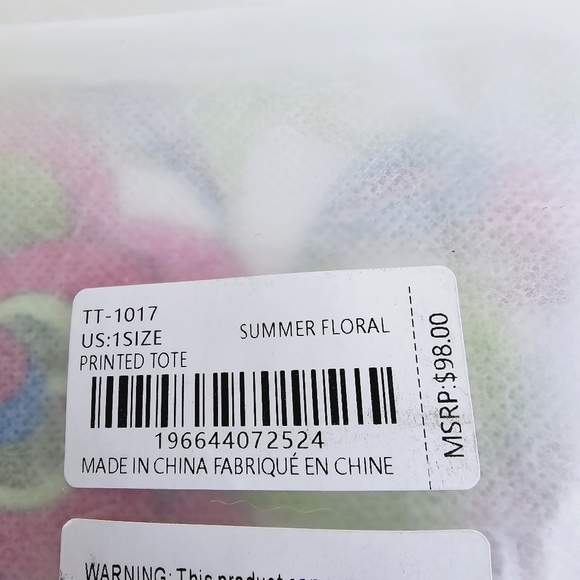 TT-1017
US:1SIZE
SUMMER FLORAL
PRINTED TOTE
196644072524
MADE IN CHINA FABRIQUÉ EN CHINE
MSRP:$98.00
WARNING: This product can